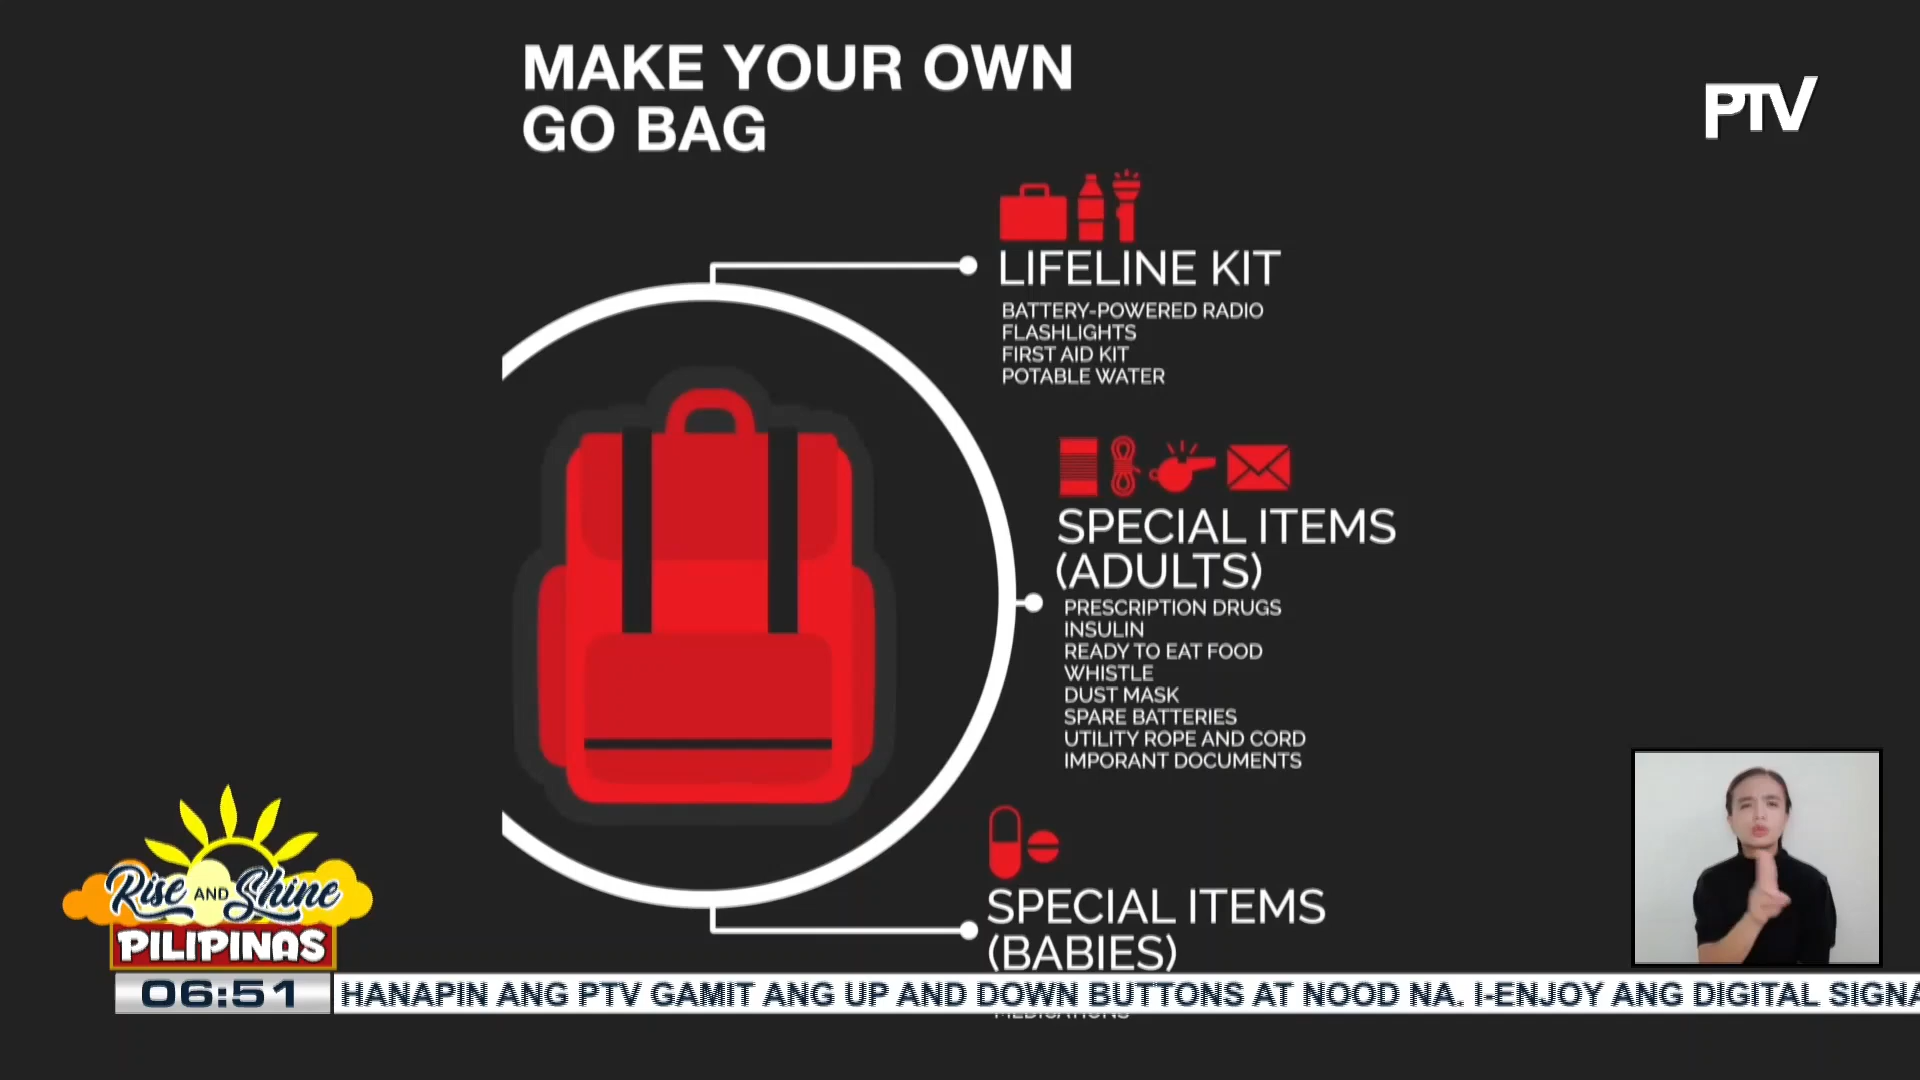 MAKE YOUR OWN
GO BAG
PTV
LIFELINE KIT
BATTERY-POWERED RADIO
FLASHLIGHTS
FIRST AID KIT
POTABLE WATER
SPECIAL ITEMS
(ADULTS)
PRESCRIPTION DRUGS
INSULIN
READY TO EAT FOOD
WHISTLE
DUST MASK
SPARE BATTERIES
UTILITY ROPE AND CORD
IMPORANT DOCUMENTS
SPECIAL ITEMS
(BABIES)
Rise AND Shine
PILIPINAS
06:51
HANAPIN ANG PTV GAMIT ANG UP AND DOWN BUTTONS AT NOOD NA. I-ENJOY ANG DIGITAL SIGNA